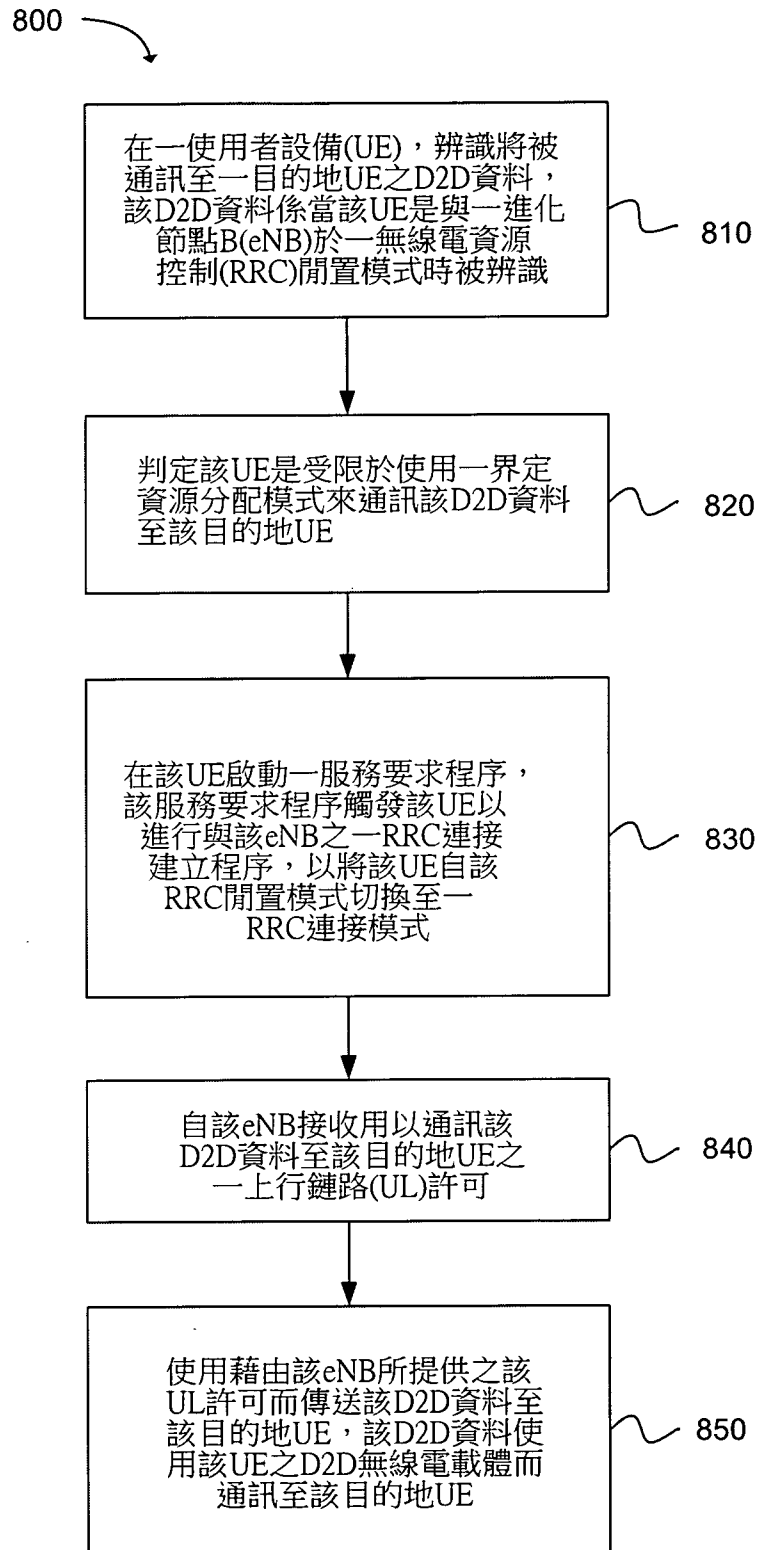 800
在一使用者設備(UE)，辨識將被
通訊至一目的地UE之D2D資料，
該D2D資料係當該UE是與一進化
節點B(eNB)於一無線電資源
控制(RRC)閒置模式時被辨識
810
判定該UE是受限於使用一界定
資源分配模式來通訊該D2D資料
至該目的地UE
820
在該UE啟動一服務要求程序，
該服務要求程序觸發該UE以
進行與該eNB之一RRC連接
建立程序，以將該UE自該
RRC閒置模式切換至一
RRC連接模式
830
自該eNB接收用以通訊該
D2D資料至該目的地UE之
一上行鏈路(UL)許可
840
使用藉由該eNB所提供之該
UL許可而傳送該D2D資料至
該目的地UE，該D2D資料使
用該UE之D2D無線電載體而
通訊至該目的地UE
850